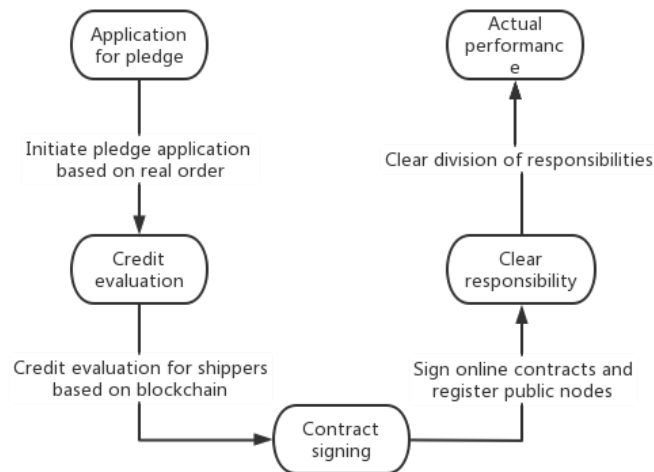 Application
for pledge
Initiate pledge application
based on real order
Credit
evaluation
Credit evaluation for shippers
based on blockchain
Contract
signing
Sign online contracts and
register public nodes
Clear
responsibility
Clear division of responsibilities
Actual
performanc
e